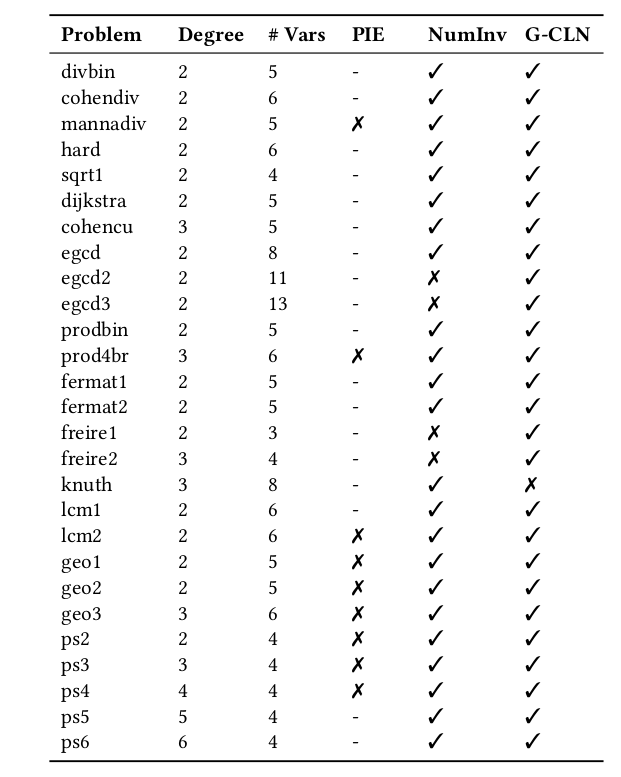 Problem Degree # Vars PIE NumInv G-CLN
divbin 2 5 - ✓ ✓
cohendiv 2 6 - ✓ ✓
mannadiv 2 5 ✗ ✓ ✓
hard 2 6 - ✓ ✓
sqrt1 2 4 - ✓ ✓
dijkstra 2 5 - ✓ ✓
cohencu 3 5 - ✓ ✓
egcd 2 8 - ✓ ✓
egcd2 2 11 - ✗ ✓
egcd3 2 13 - ✗ ✓
prodbin 2 5 - ✓ ✓
prod4br 3 6 ✗ ✓ ✓
fermat1 2 5 - ✓ ✓
fermat2 2 5 - ✓ ✓
freire1 2 3 - ✗ ✓
freire2 3 4 - ✗ ✓
knuth 3 8 - ✓ ✗
lcm1 2 6 - ✓ ✓
lcm2 2 6 ✗ ✓ ✓
geo1 2 5 ✗ ✓ ✓
geo2 2 5 ✗ ✓ ✓
geo3 3 6 ✗ ✓ ✓
ps2 2 4 ✗ ✓ ✓
ps3 3 4 ✗ ✓ ✓
ps4 4 4 ✗ ✓ ✓
ps5 5 4 - ✓ ✓
ps6 6 4 - ✓ ✓